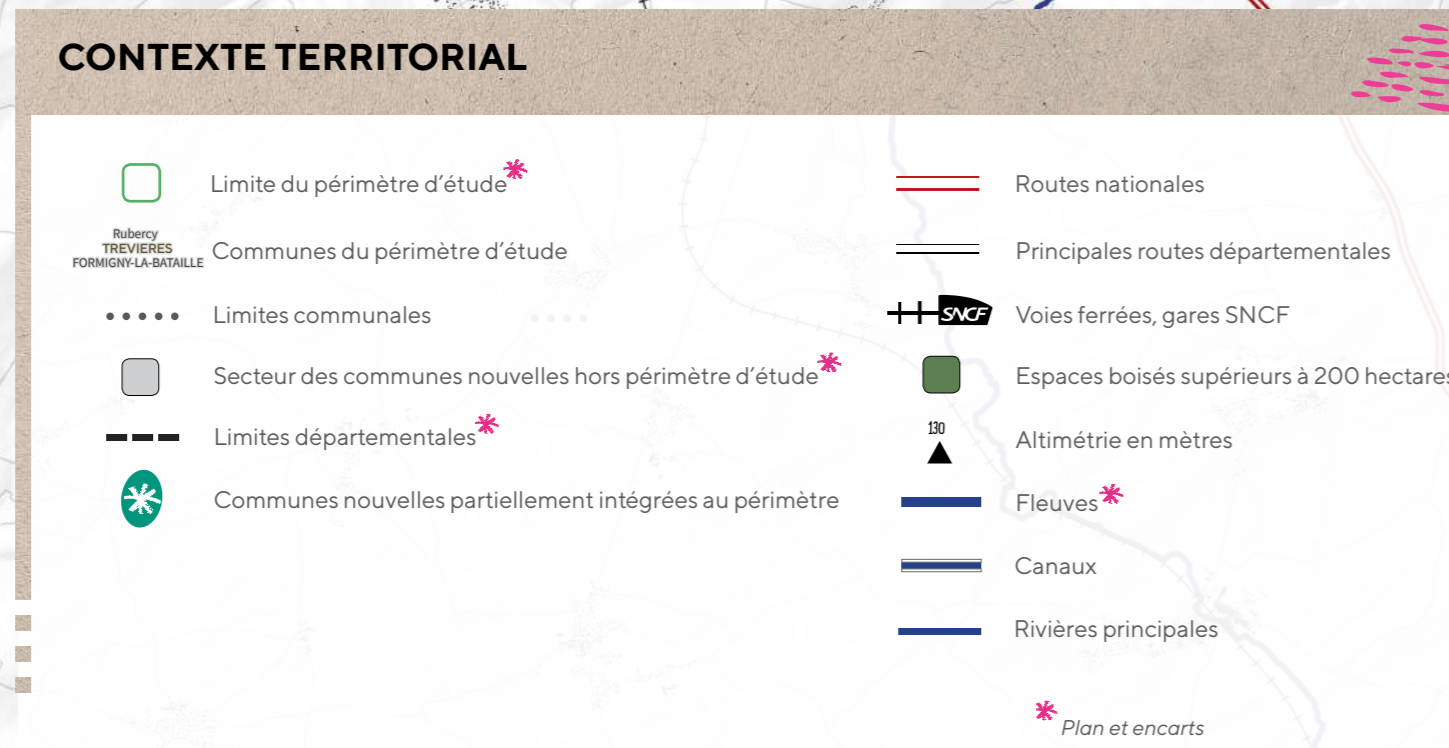 CONTEXTE TERRITORIAL
Limite du périmètre d'étude
Rubercy
TREVIERES
FORMIGNY-LA-BATAILLE
Communes du périmètre d'étude
Limites communales
Secteur des communes nouvelles hors périmètre d'étude
Limites départementales
Communes nouvelles partiellement intégrées au périmètre
Routes nationales
Principales routes départementales
SNCF
Voies ferrées, gares SNCF
Espaces boisés supérieurs à 200 hectares
130
Altimétrie en mètres
Fleuves
Canaux
Rivières principales
Plan et encarts